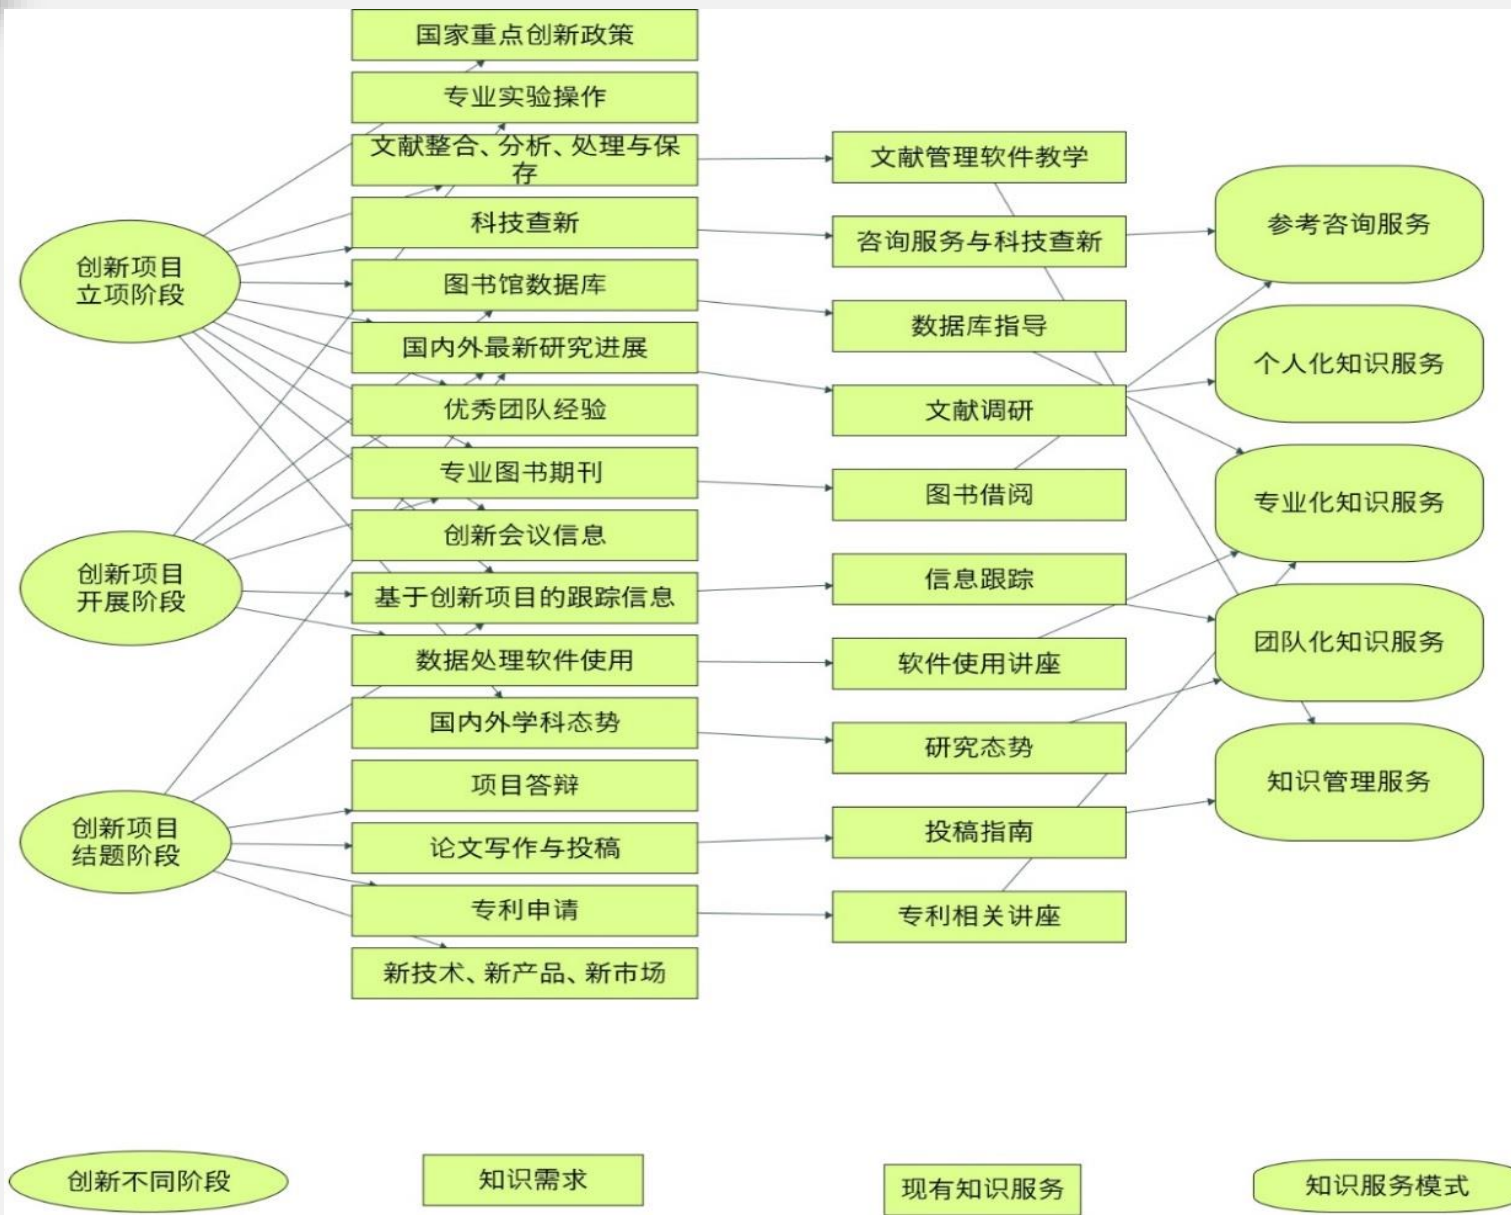 国家重点创新政策
专业实验操作
文献整合、分析、处理与保
存
科技查新
图书馆数据库
国内外最新研究进展
优秀团队经验
专业图书期刊
创新会议信息
基于创新项目的跟踪信息
数据处理软件使用
国内外学科态势
项目答辩
论文写作与投稿
专利申请
新技术、新产品、新市场
创新项目
立项阶段
创新项目
开展阶段
创新项目
结题阶段
文献管理软件教学
咨询服务与科技查新
数据库指导
文献调研
图书借阅
信息跟踪
软件使用讲座
研究态势
投稿指南
专利相关讲座
参考咨询服务
个人化知识服务
专业化知识服务
团队化知识服务
知识管理服务
创新不同阶段
知识需求
现有知识服务
知识服务模式